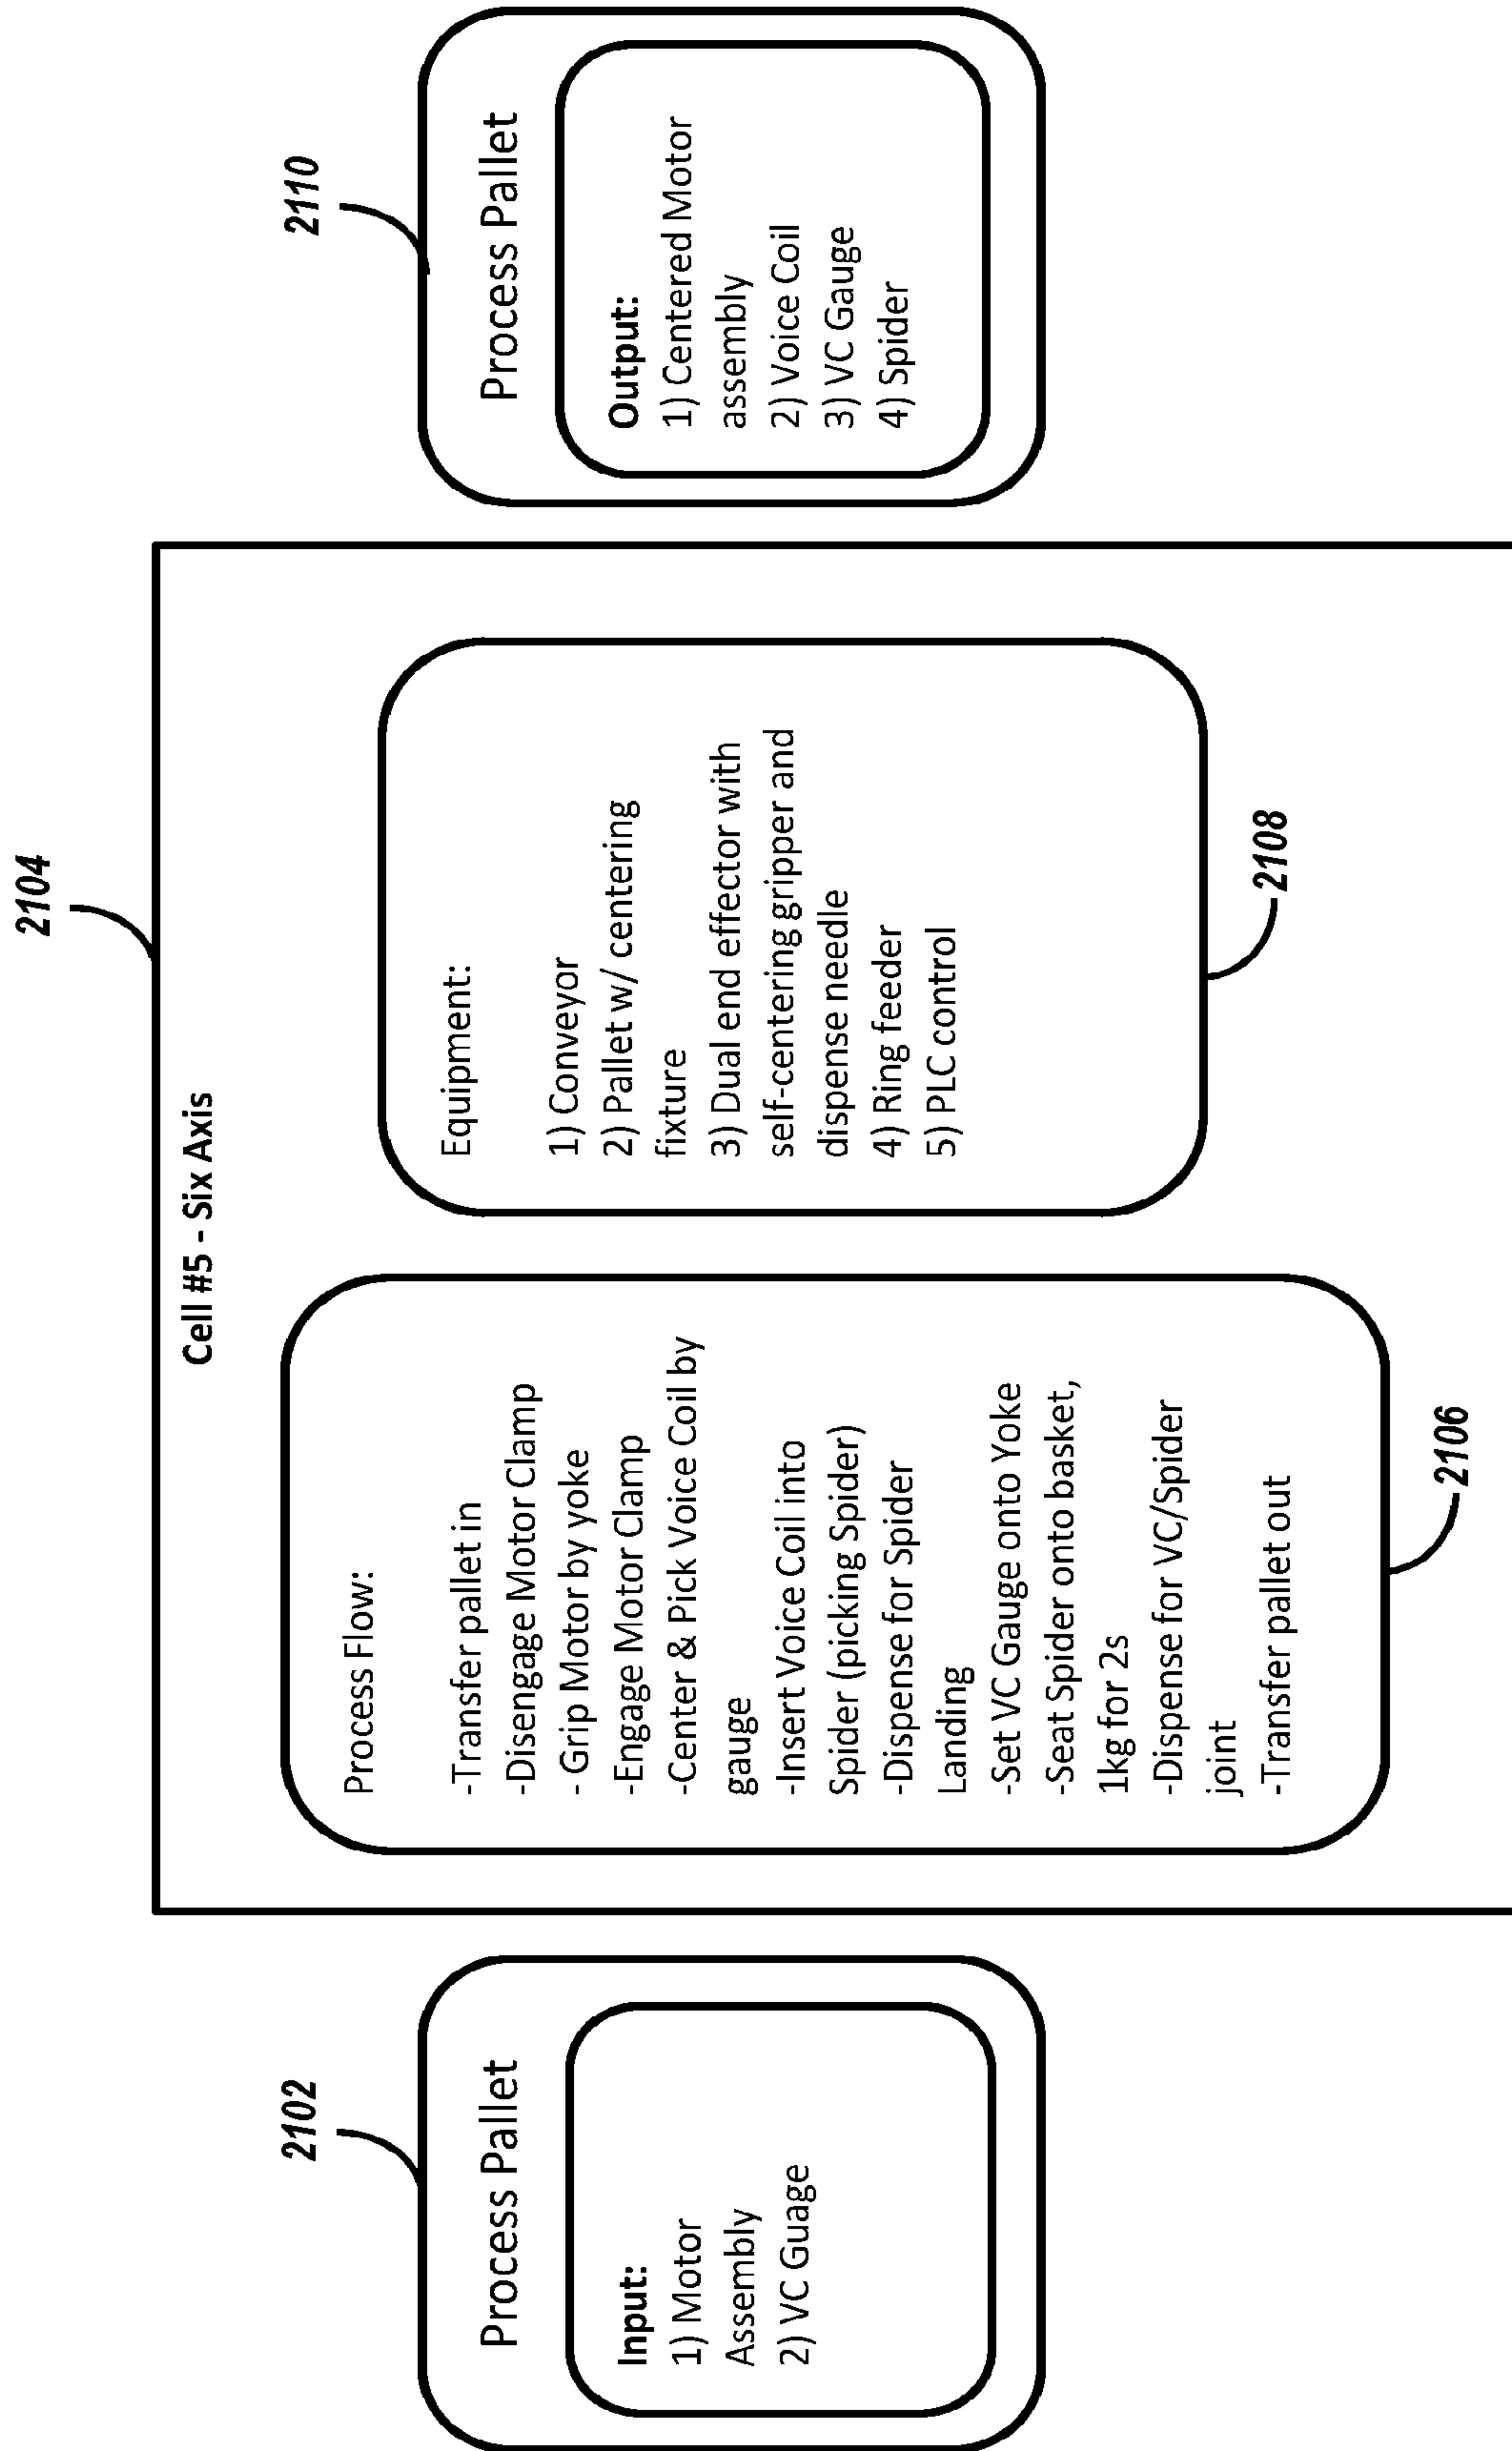 2102
Process Pallet
Input:
1) Motor
Assembly
2) VC Guage
2104
Cell #5 - Six Axis
Process Flow:
-Transfer pallet in
-Disengage Motor Clamp
- Grip Motor by yoke
-Engage Motor Clamp
-Center & Pick Voice Coil by
gauge
-Insert Voice Coil into
Spider (picking Spider)
-Dispense for Spider
Landing
-Set VC Gauge onto Yoke
-Seat Spider onto basket,
1kg for 2s
-Dispense for VC/Spider
joint
-Transfer pallet out
2106
Equipment:
1) Conveyor
2) Pallet w/ centering
fixture
3) Dual end effector with
self-centering gripper and
dispense needle
4) Ring feeder
5) PLC control
2108
2110
Process Pallet
Output:
1) Centered Motor
assembly
2) Voice Coil
3) VC Gauge
4) Spider